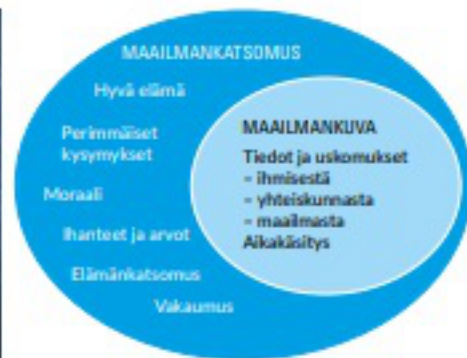 MAAILMANKATSOMUS
Hyvä elämä
Perimmäiset
kysymykset
Moraali
Ihanteet ja arvot
Elämänkatsomus
Vakaumus
MAAILMANKUVA
Tiedot ja uskomukset
– ihmisestä
– yhteiskunnasta
– maailmasta
Aikakäsitys